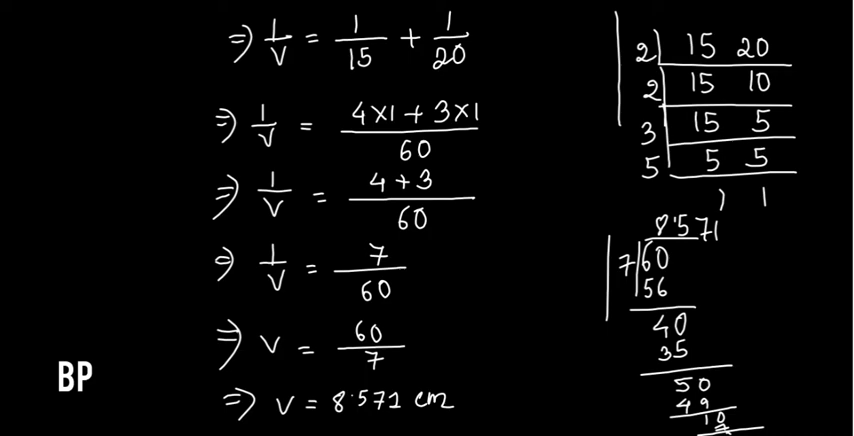 ⇒ 1/v = 1/15 + 1/20
⇒ 1/v = (4×1 + 3×1)/60
⇒ 1/v = (4+3)/60
⇒ 1/v = 7/60
⇒ v = 60/7
⇒ v = 8.571 cm
BP
2 | 15 20
2 | 15 10
3 | 15 5
5 | 5 5
1 1
8.571
7 | 60
56
40
35
50
49
10